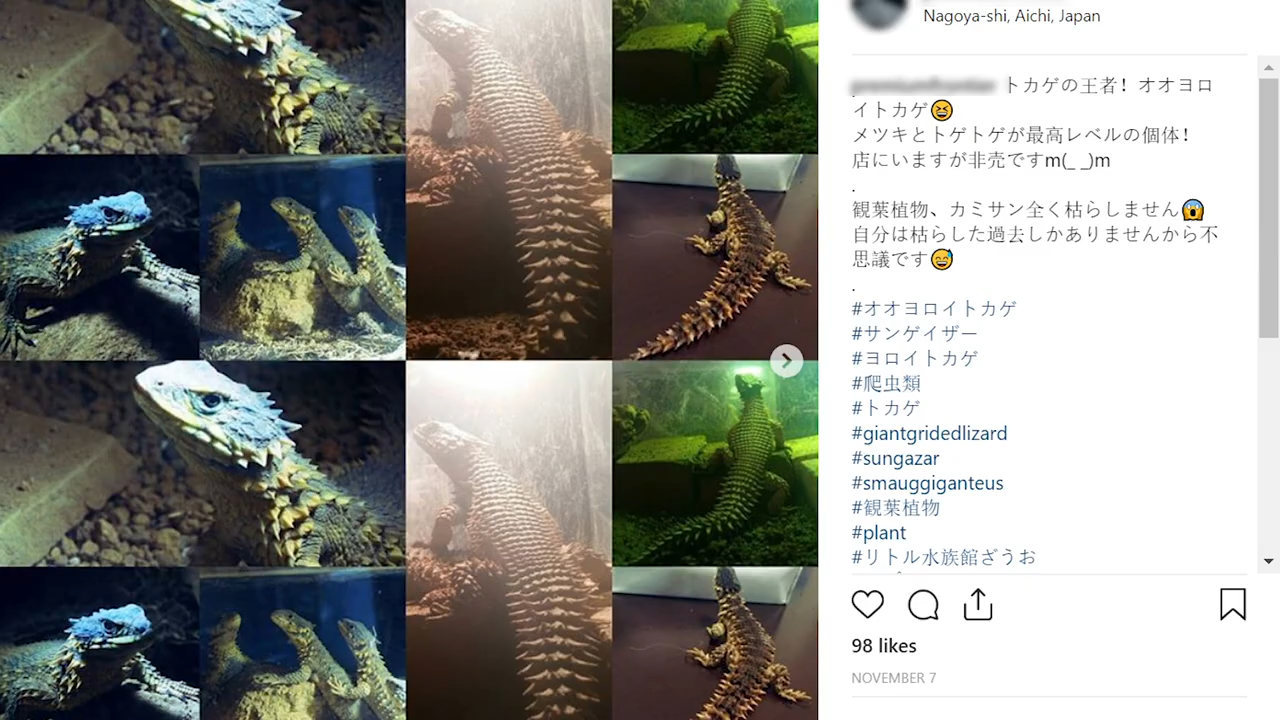 Nagoya-shi, Aichi, Japan
トカゲの王者！オオヨロ
イトカゲ😆
メツキとトゲトゲが最高レベルの個体！
店にいますが非売ですm(_ _)m
.
観葉植物、カミサン全く枯らしません😱
自分は枯らした過去しかありませんから不
思議です😅
.
#オオヨロイトカゲ
#サンゲイザー
#ヨロイトカゲ
#爬虫類
#トカゲ
#giantgridedlizard
#sungazar
#smauggiganteus
#観葉植物
#plant
#リトル水族館ざうお
98 likes
NOVEMBER 7